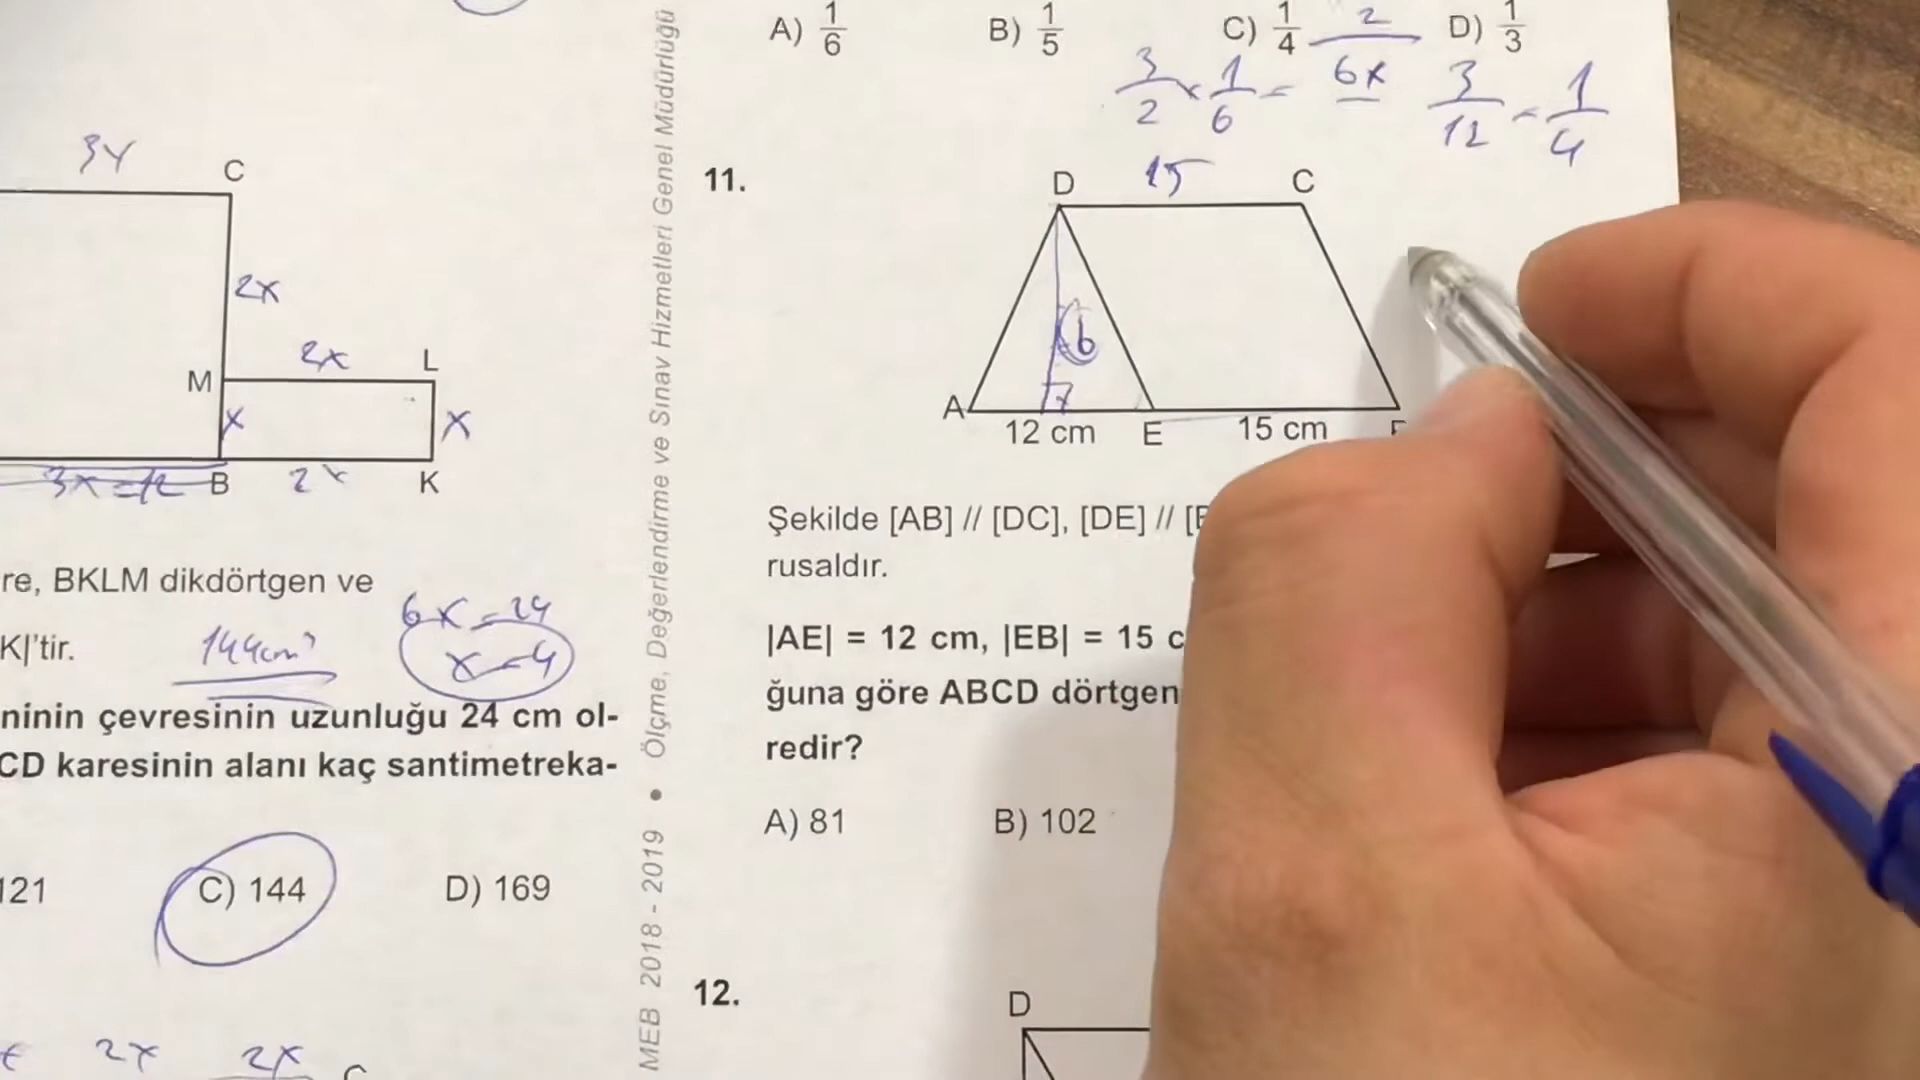 3x
C
2x
2x
L
M
x
x
3x=12
B
2x
K
re, BKLM dikdörtgen ve
6x=24
K|'tir.
144cm²
x=4
ninin çevresinin uzunluğu 24 cm ol-
CD karesinin alanı kaç santimetreka-
121
C) 144
D) 169
2x
2x
C
MEB 2018 - 2019 • Ölçme, Değerlendirme ve Sınav Hizmetleri Genel Müdürlüğü
A) 1/6
B) 1/5
C) 1/4
D) 1/3
2/6x
3/2 x 1/6 =
3/12 = 1/4
11.
D
15
C
6
A
12 cm
E
15 cm
Şekilde [AB] // [DC], [DE] // [
rusaldır.
|AE| = 12 cm, |EB| = 15 c
ğuna göre ABCD dörtgen
redir?
A) 81
B) 102
12.
D